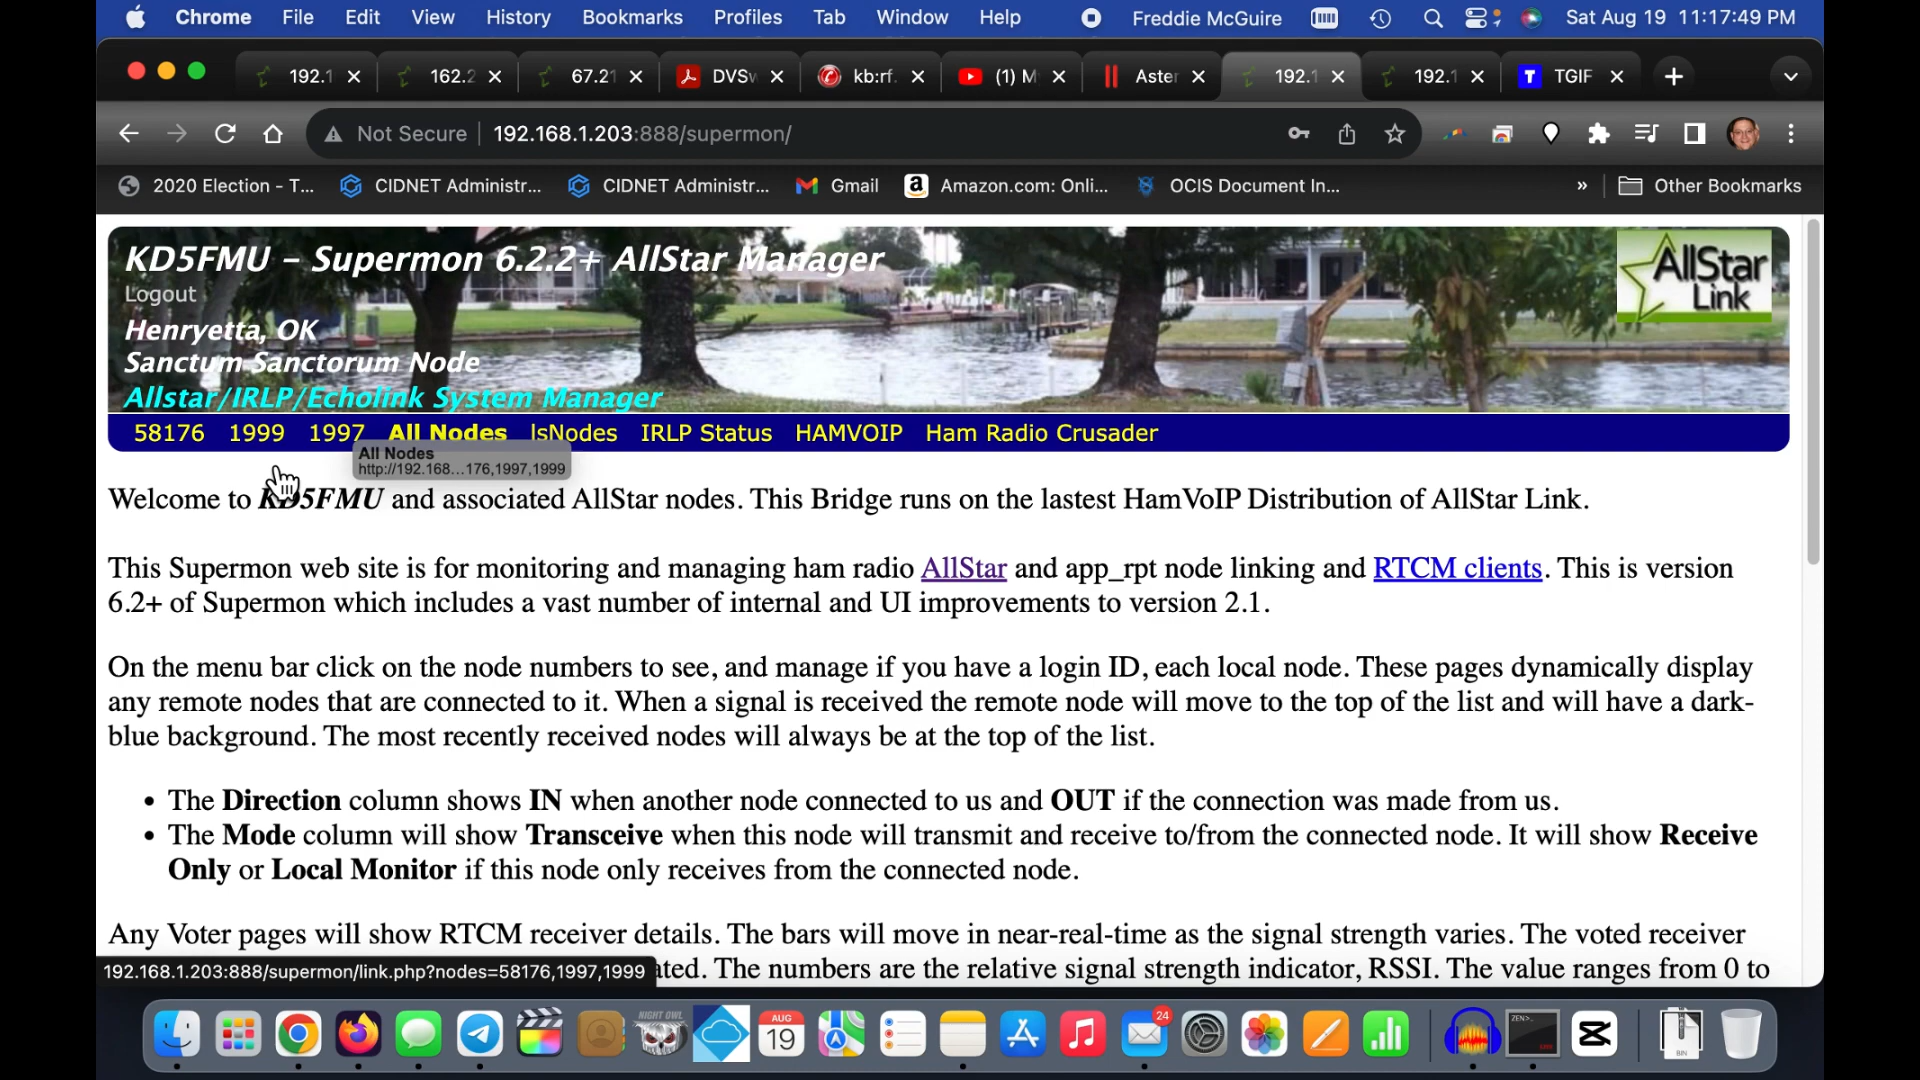 Chrome File Edit View History Bookmarks Profiles Tab Window Help Freddie McGuire Sat Aug 19 11:17:49 PM
192.1 162.2 67.21 DVSw kb:rf. (1) M Aster 192.1 192.1 TGIF
Not Secure 192.168.1.203:888/supermon/
2020 Election - T... CIDNET Administr... CIDNET Administr... Gmail Amazon.com: Onli... OCIS Document In... » Other Bookmarks
KD5FMU - Supermon 6.2.2+ AllStar Manager
Logout
AllStar
Link
Henryetta, OK
Sanctum Sanctorum Node
Allstar/IRLP/Echolink System Manager
58176 1999 1997 All Nodes lsNodes IRLP Status HAMVOIP Ham Radio Crusader
All Nodes
http://192.168...176,1997,1999
Welcome to KD5FMU and associated AllStar nodes. This Bridge runs on the lastest HamVoIP Distribution of AllStar Link.
This Supermon web site is for monitoring and managing ham radio AllStar and app_rpt node linking and RTCM clients. This is version
6.2+ of Supermon which includes a vast number of internal and UI improvements to version 2.1.
On the menu bar click on the node numbers to see, and manage if you have a login ID, each local node. These pages dynamically display
any remote nodes that are connected to it. When a signal is received the remote node will move to the top of the list and will have a dark-
blue background. The most recently received nodes will always be at the top of the list.
• The Direction column shows IN when another node connected to us and OUT if the connection was made from us.
• The Mode column will show Transceive when this node will transmit and receive to/from the connected node. It will show Receive
Only or Local Monitor if this node only receives from the connected node.
Any Voter pages will show RTCM receiver details. The bars will move in near-real-time as the signal strength varies. The voted receiver
192.168.1.203:888/supermon/link.php?nodes=58176,1997,1999 ated. The numbers are the relative signal strength indicator, RSSI. The value ranges from 0 to
NIGHT OWL
AUG
19
24
ZEN>.
BIN